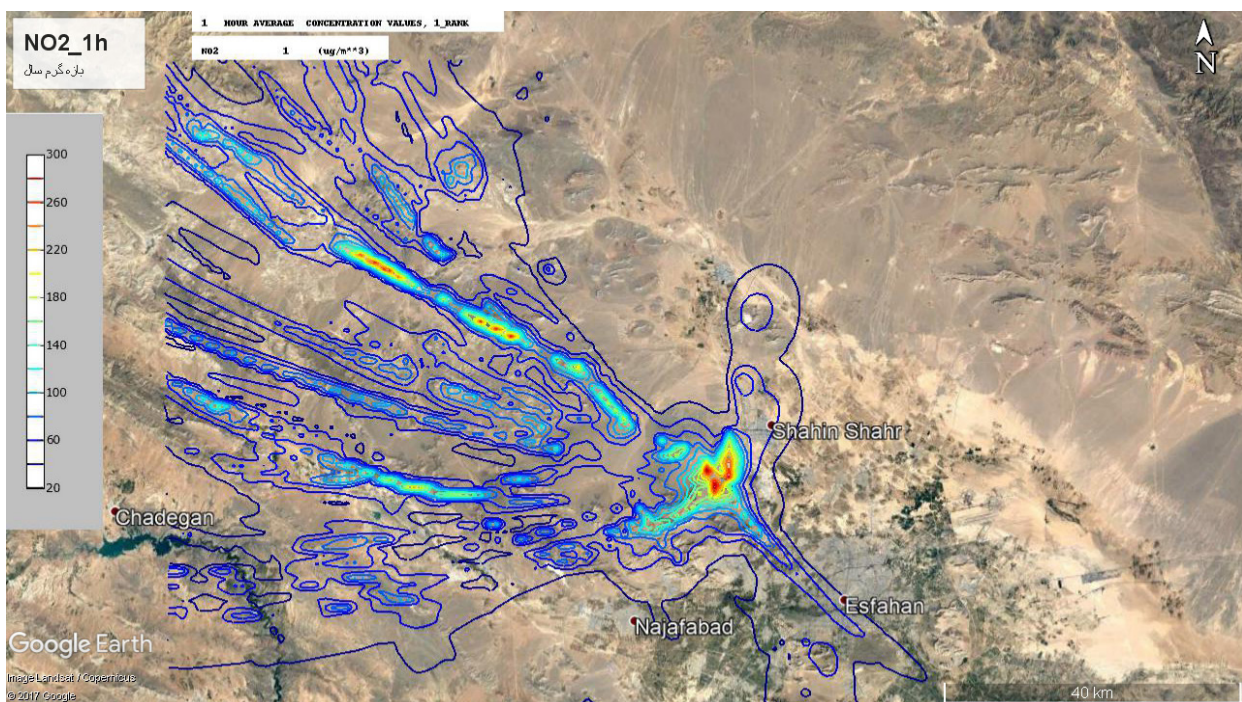 1 HOUR AVERAGE CONCENTRATION VALUES, 1_RANK
NO2 1 (ug/m**3)
NO2_1h
بازه گرم سال
N
300
260
220
180
140
100
60
20
Shahin Shahr
Chadegan
Esfahan
Najafabad
Google Earth
Image Landsat / Copernicus
© 2017 Google
40 km